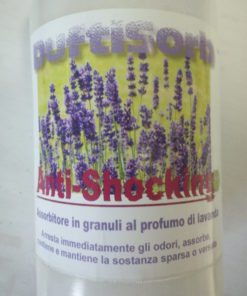 DuftiSorb
Anti-Shocking
Assorbitore in granuli al profumo di lavanda
Arresta immediatamente gli odori, assorbe,
e mantiene la sostanza sparsa o